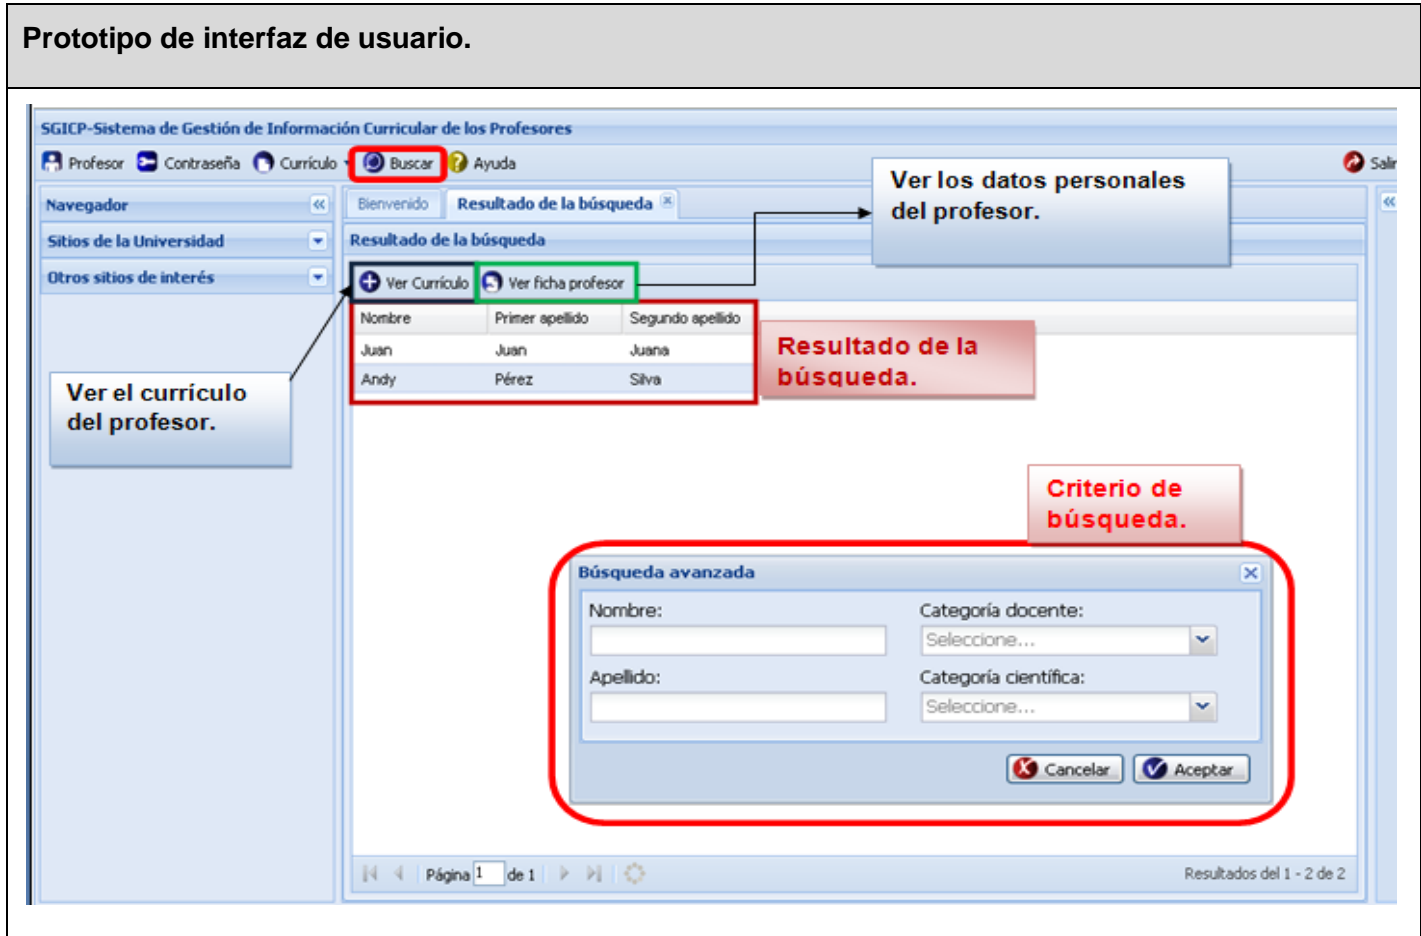 Prototipo de interfaz de usuario.
SGICP-Sistema de Gestión de Información Curricular de los Profesores
Profesor Contraseña Currículo Buscar Ayuda Salir
Ver los datos personales
del profesor.
Navegador
Bienvenido Resultado de la búsqueda
Sitios de la Universidad
Resultado de la búsqueda
Otros sitios de interés
Ver Currículo Ver ficha profesor
Nombre Primer apellido Segundo apellido
Juan Juan Juana
Andy Pérez Silva
Resultado de la
búsqueda.
Ver el currículo
del profesor.
Criterio de
búsqueda.
Búsqueda avanzada
Nombre: Categoría docente:
Seleccione...
Apellido: Categoría científica:
Seleccione...
Cancelar Aceptar
Página 1 de 1 Resultados del 1 - 2 de 2